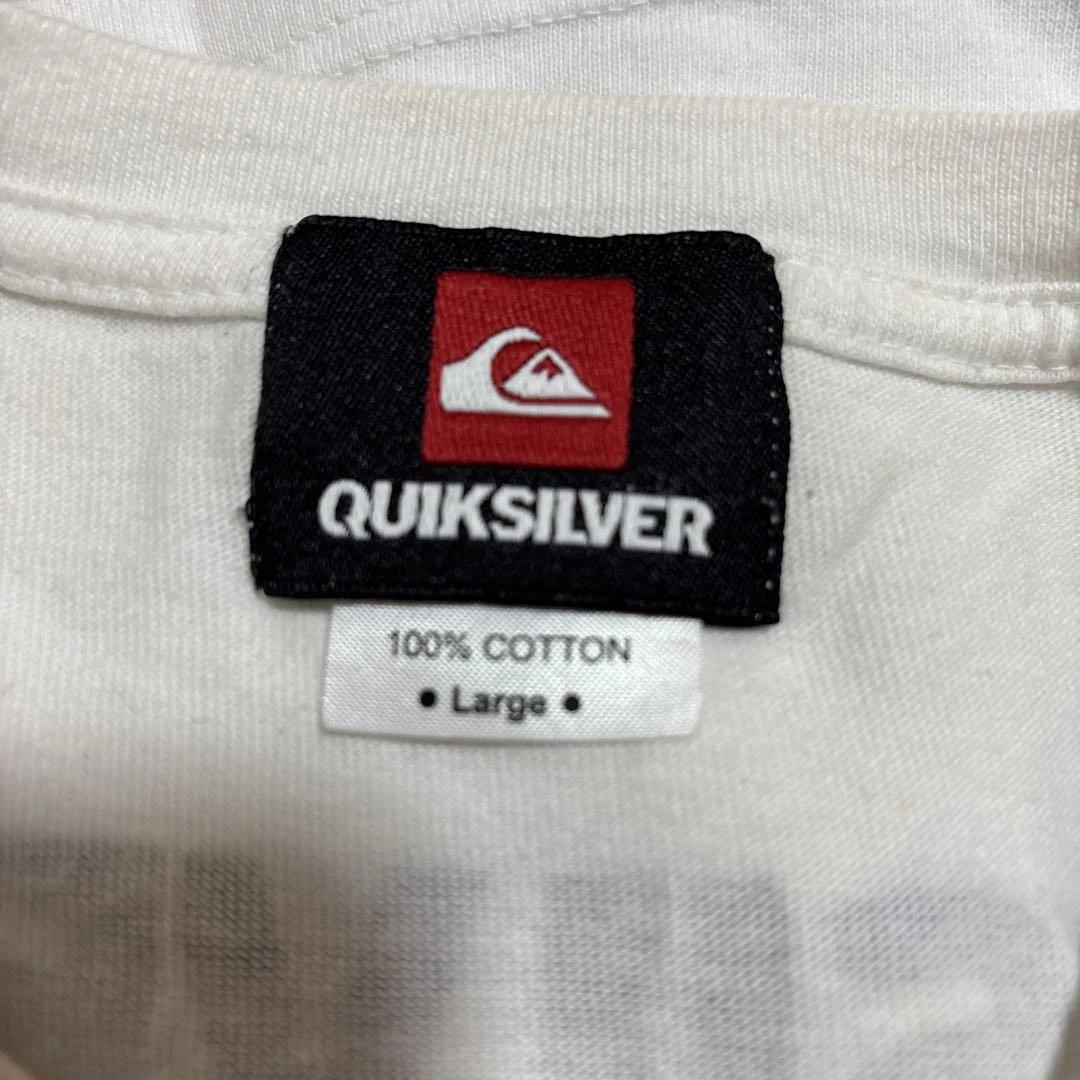 QUIKSILVER
100% COTTON
• Large •